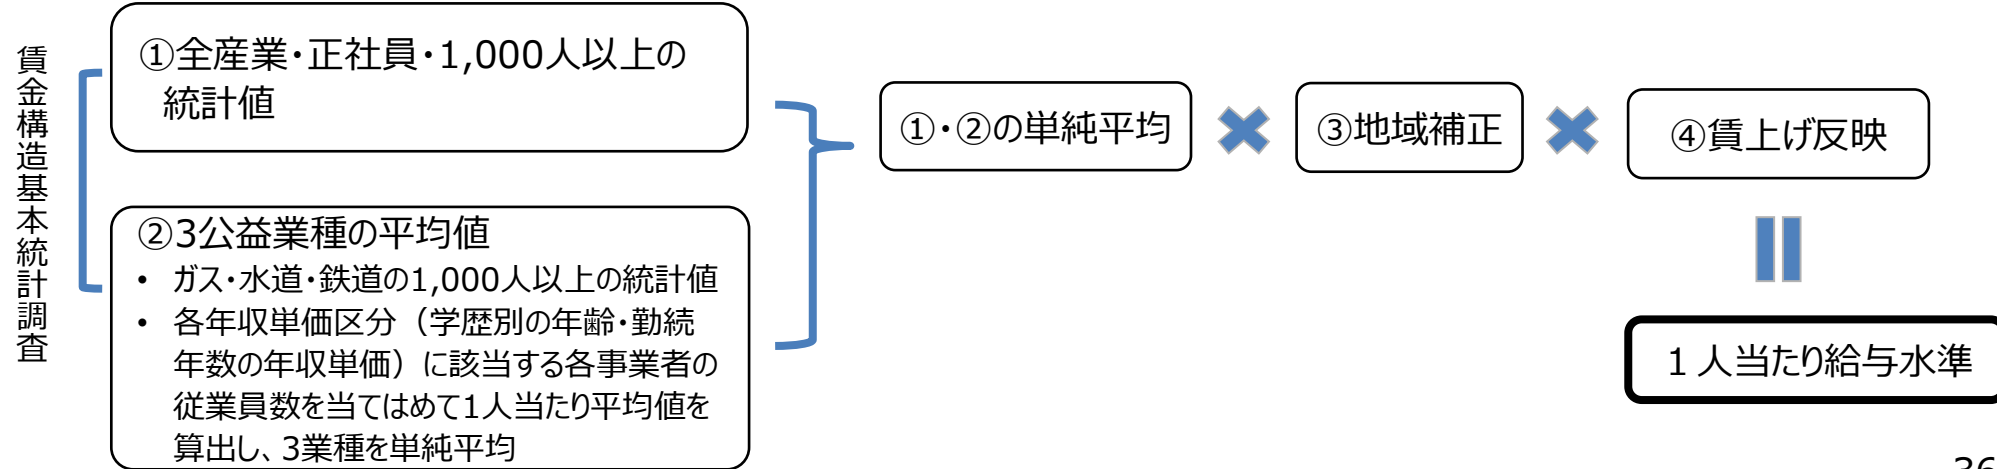 賃金構造基本統計調査
①全産業・正社員・1,000人以上の
統計値
②3公益業種の平均値
• ガス・水道・鉄道の1,000人以上の統計値
• 各年収単価区分（学歴別の年齢・勤続
年数の年収単価）に該当する各事業者の
従業員数を当てはめて1人当たり平均値を
算出し、3業種を単純平均
①・②の単純平均
③地域補正
④賃上げ反映
１人当たり給与水準
36